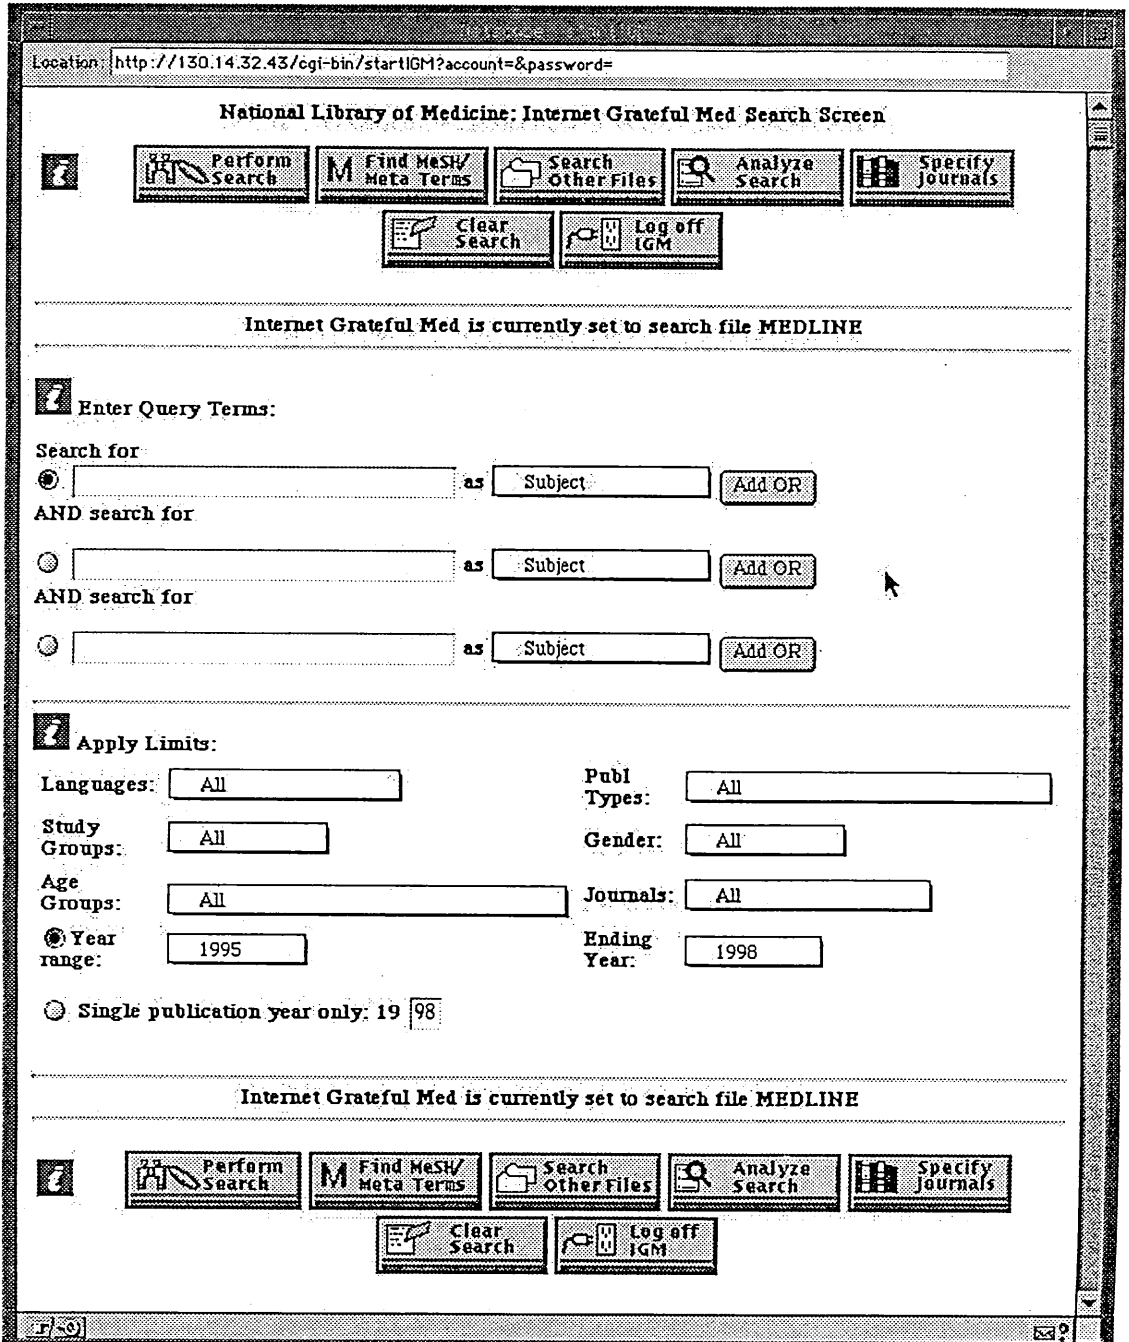 Location: http://130.14.32.43/cgi-bin/startIGM?account=&password=
National Library of Medicine: Internet Grateful Med Search Screen
i
Perform Search
M Find MeSH/ Meta Terms
Search Other Files
Analyze Search
Specify Journals
Clear Search
Log off IGM
Internet Grateful Med is currently set to search file MEDLINE
i Enter Query Terms:
Search for
as Subject Add OR
AND search for
as Subject Add OR
AND search for
as Subject Add OR
i Apply Limits:
Languages: All
Publ Types: All
Study Groups: All
Gender: All
Age Groups: All
Journals: All
Year range: 1995
Ending Year: 1998
Single publication year only: 19 98
Internet Grateful Med is currently set to search file MEDLINE
i
Perform Search
M Find MeSH/ Meta Terms
Search Other Files
Analyze Search
Specify Journals
Clear Search
Log off IGM
?